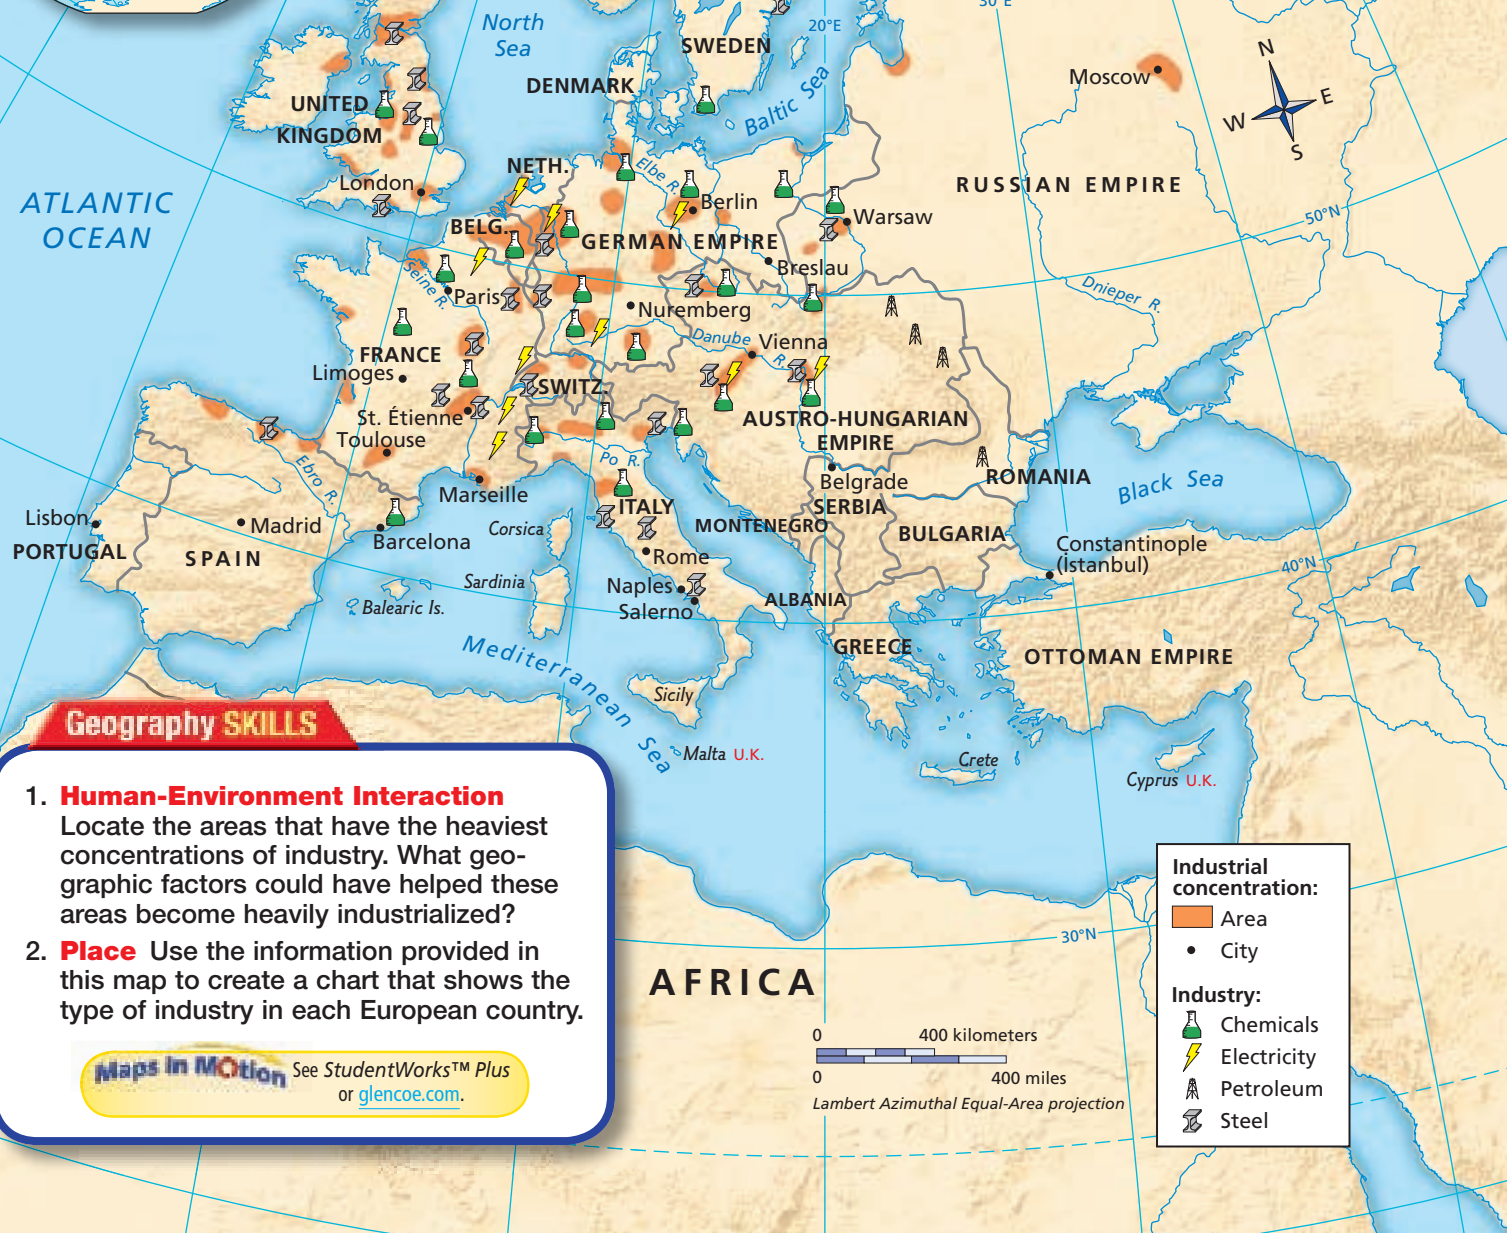 North
Sea
20°E
30°E
SWEDEN
DENMARK
Baltic Sea
Moscow
N
E
W
S
UNITED
KINGDOM
London
NETH.
Elbe R.
Berlin
RUSSIAN EMPIRE
50°N
ATLANTIC
OCEAN
BELG.
GERMAN EMPIRE
Warsaw
Breslau
Seine R.
Paris
Nuremberg
Dnieper R.
Danube
R.
Vienna
FRANCE
Limoges
SWITZ.
St. Étienne
Toulouse
AUSTRO-HUNGARIAN
EMPIRE
Ebro R.
Po R.
Marseille
Belgrade
ROMANIA
Black Sea
Lisbon
PORTUGAL
Madrid
SPAIN
Barcelona
Corsica
ITALY
MONTENEGRO
SERBIA
BULGARIA
Constantinople
(İstanbul)
40°N
Rome
Sardinia
Naples
Salerno
Balearic Is.
ALBANIA
GREECE
OTTOMAN EMPIRE
Mediterranean Sea
Sicily
Malta U.K.
Crete
Cyprus U.K.
Geography SKILLS
1. Human-Environment Interaction
Locate the areas that have the heaviest
concentrations of industry. What geo-
graphic factors could have helped these
areas become heavily industrialized?
2. Place Use the information provided in
this map to create a chart that shows the
type of industry in each European country.
Maps in Motion
See StudentWorks™ Plus
or glencoe.com.
30°N
AFRICA
0 400 kilometers
0 400 miles
Lambert Azimuthal Equal-Area projection
Industrial
concentration:
Area
City
Industry:
Chemicals
Electricity
Petroleum
Steel